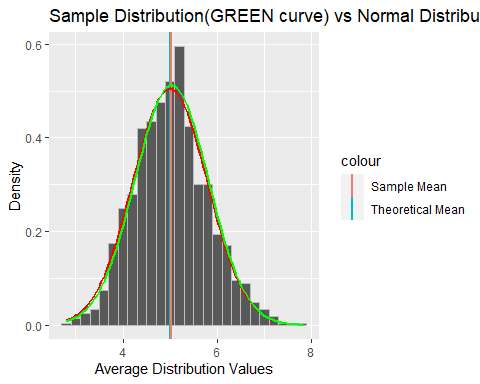 Sample Distribution(GREEN curve) vs Normal Distribu
0.6
0.4
0.2
0.0
Density
4
6
8
Average Distribution Values
colour
Sample Mean
Theoretical Mean